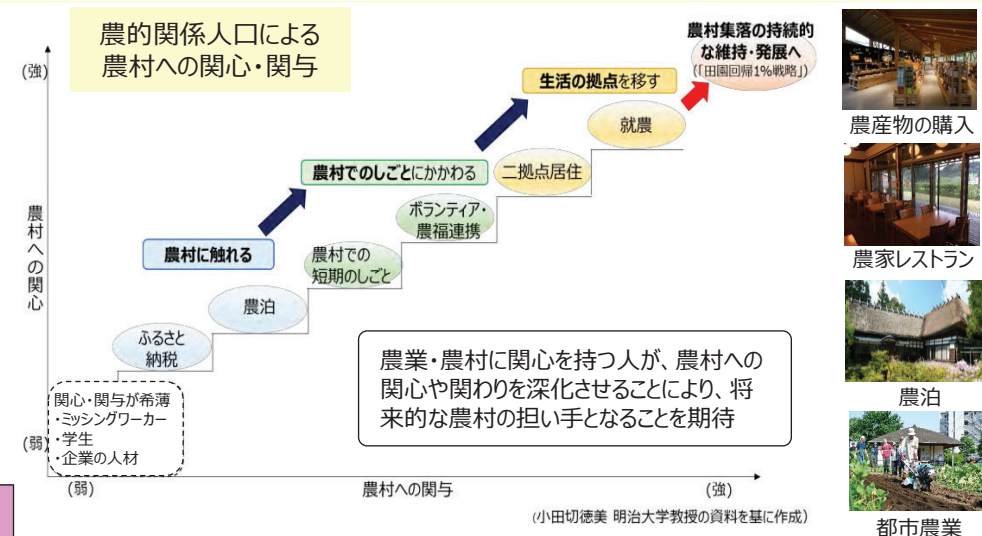 農的関係人口による
農村への関心・関与
(強)
農村集落の持続的
な維持・発展へ
(「田園回帰1%戦略」)
生活の拠点を移す
就農
農村でのしごとにかかわる
二拠点居住
ボランティア・
農福連携
農村に触れる
農村での
短期のしごと
農泊
ふるさと
納税
農村への関心
関心・関与が希薄
・ミッシングワーカー
・学生
・企業の人材
(弱)
農業・農村に関心を持つ人が、農村への
関心や関わりを深化させることにより、将
来的な農村の担い手となることを期待
(弱)
農村への関与
(強)
(小田切徳美 明治大学教授の資料を基に作成)
農産物の購入
農家レストラン
農泊
都市農業